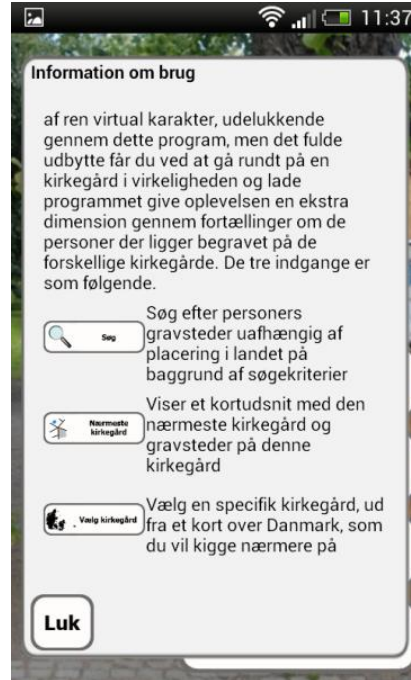 11:37
Information om brug
af ren virtual karakter, udelukkende
gennem dette program, men det fulde
udbytte får du ved at gå rundt på en
kirkegård i virkeligheden og lade
programmet give oplevelsen en ekstra
dimension gennem fortællinger om de
personer der ligger begravet på de
forskellige kirkegårde. De tre indgange er
som følgende.
Søg
Søg efter personers
gravsteder uafhængig af
placering i landet på
baggrund af søgekriterier
Nærmeste
kirkegård
Viser et kortudsnit med den
nærmeste kirkegård og
gravsteder på denne
kirkegård
Vælg kirkegård
Vælg en specifik kirkegård, ud
fra et kort over Danmark, som
du vil kigge nærmere på
Luk